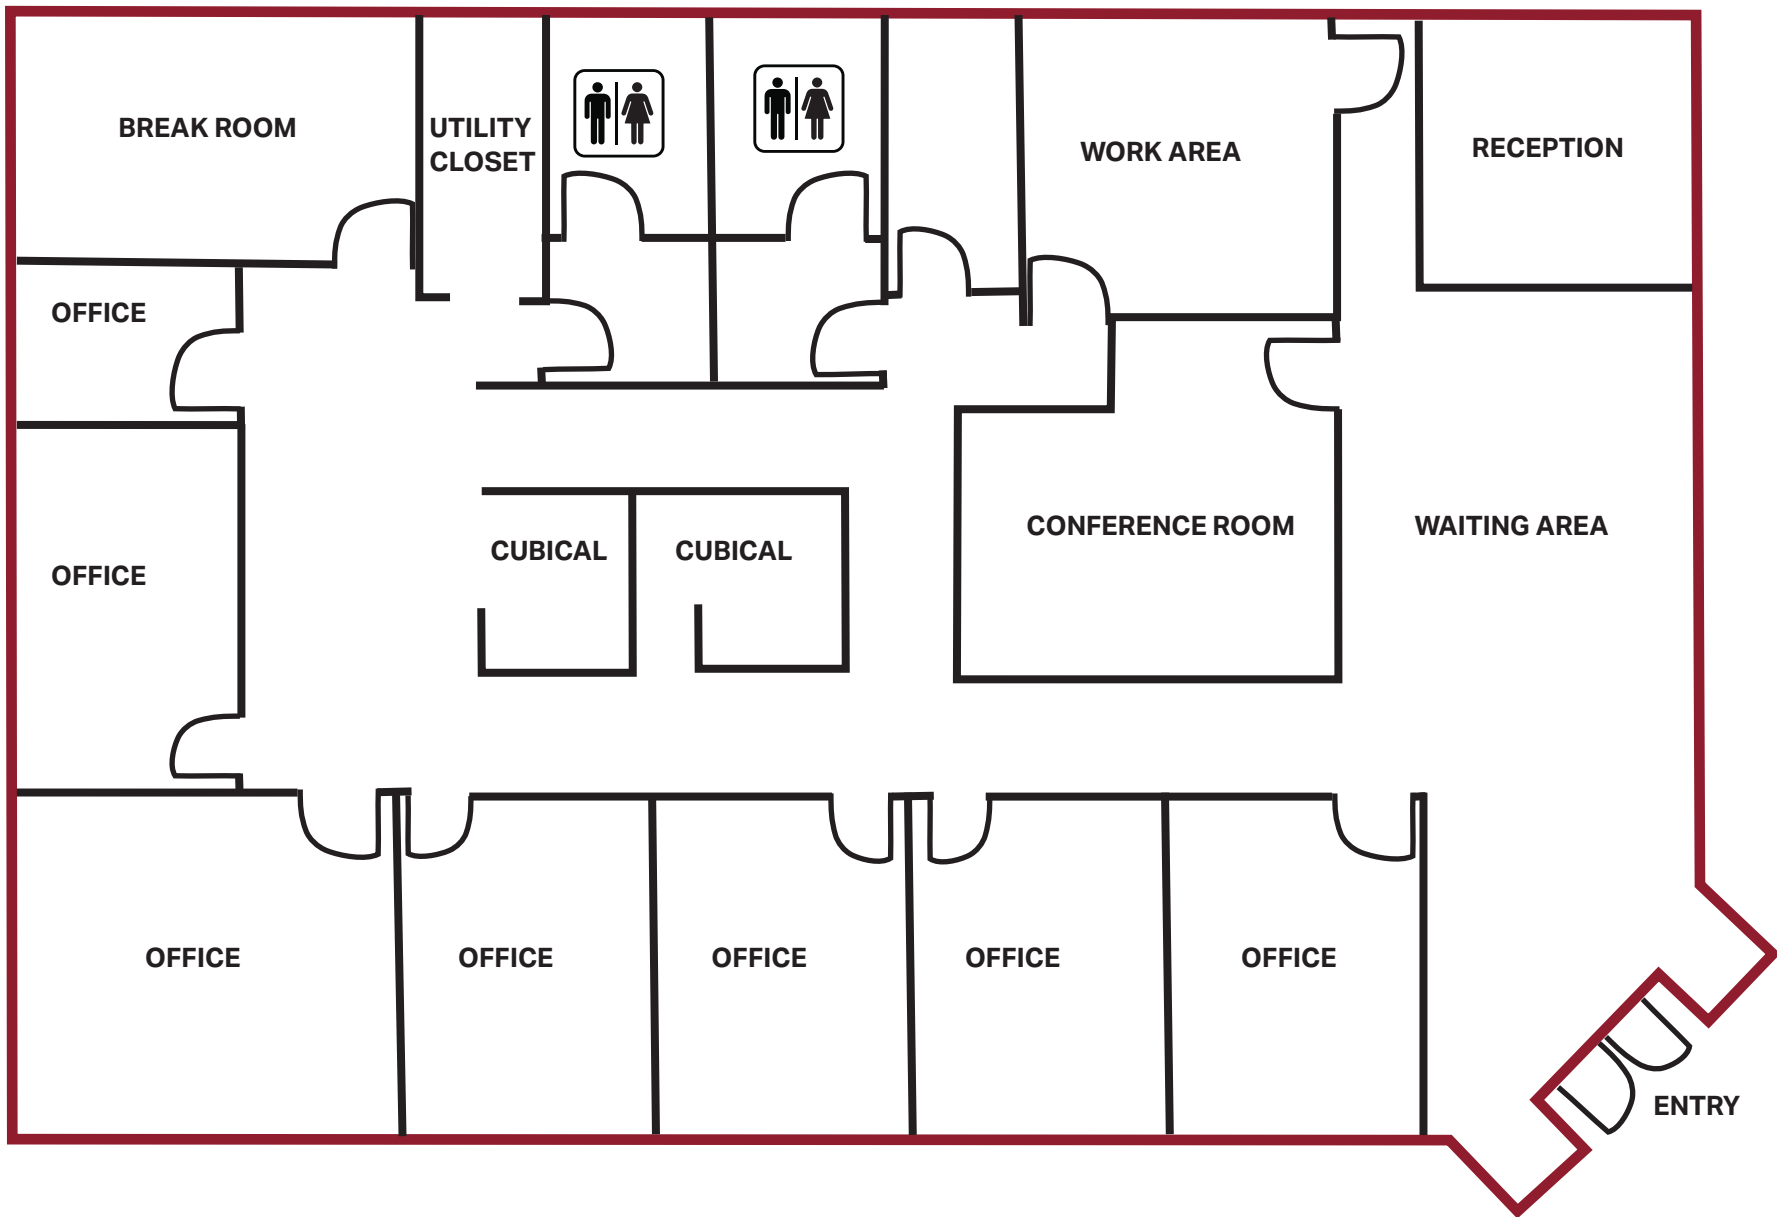 BREAK ROOM
UTILITY
CLOSET
WORK AREA
RECEPTION
OFFICE
OFFICE
CUBICAL
CUBICAL
CONFERENCE ROOM
WAITING AREA
OFFICE
OFFICE
OFFICE
OFFICE
OFFICE
ENTRY